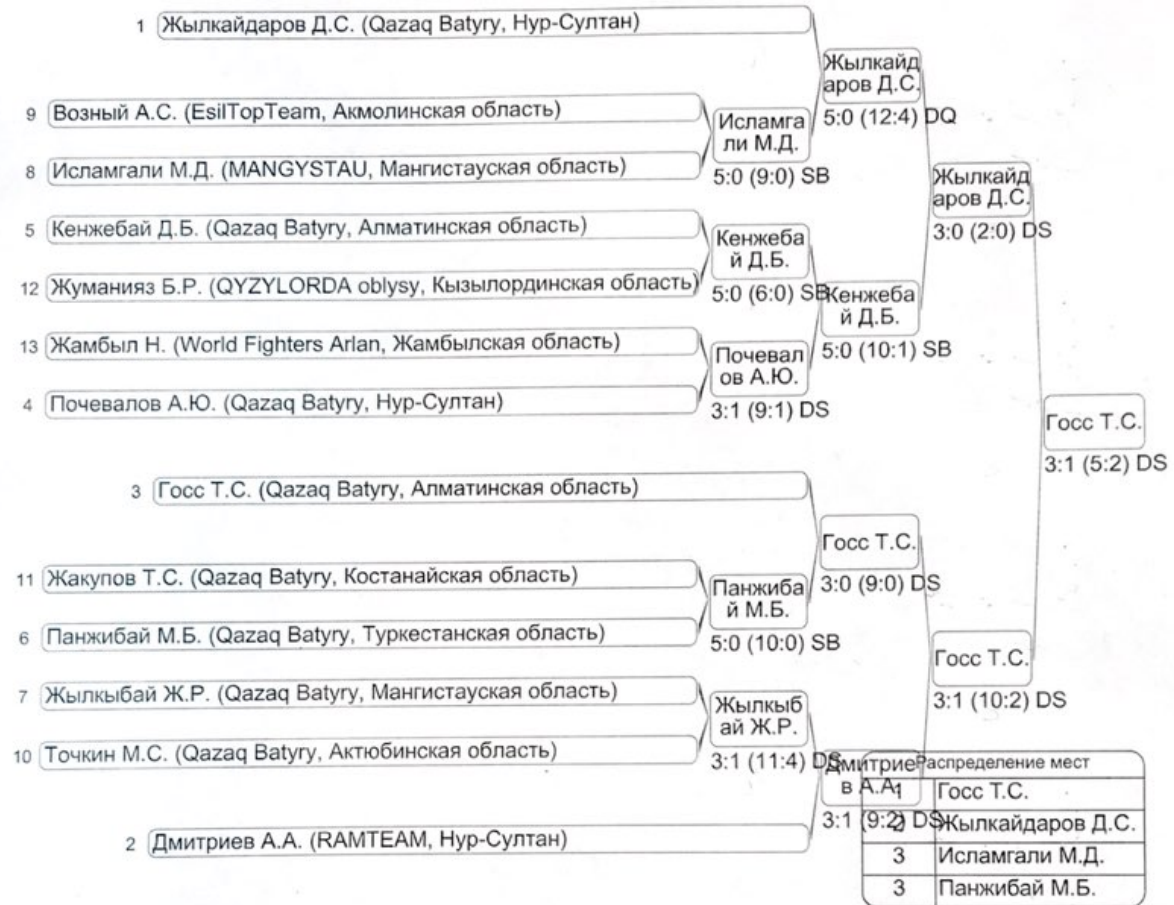 1 Жылкайдаров Д.С. (Qazaq Batyry, Нур-Султан)
Жылкайд
аров Д.С.
5:0 (12:4) DQ
9 Возный А.С. (EsilTopTeam, Акмолинская область)
Исламга
ли М.Д.
5:0 (9:0) SB
8 Исламгали М.Д. (MANGYSTAU, Мангистауская область)
Жылкайд
аров Д.С.
3:0 (2:0) DS
5 Кенжебай Д.Б. (Qazaq Batyry, Алматинская область)
Кенжеба
й Д.Б.
5:0 (6:0) SB
12 Жуманияз Б.Р. (QYZYLORDA oblysy, Кызылординская область)
Кенжеба
й Д.Б.
5:0 (10:1) SB
13 Жамбыл Н. (World Fighters Arlan, Жамбылская область)
Почевал
ов А.Ю.
3:1 (9:1) DS
4 Почевалов А.Ю. (Qazaq Batyry, Нур-Султан)
Госс Т.С.
3:1 (5:2) DS
3 Госс Т.С. (Qazaq Batyry, Алматинская область)
Госс Т.С.
3:0 (9:0) DS
11 Жакупов Т.С. (Qazaq Batyry, Костанайская область)
Панжиба
й М.Б.
5:0 (10:0) SB
6 Панжибай М.Б. (Qazaq Batyry, Туркестанская область)
Госс Т.С.
3:1 (10:2) DS
7 Жылкыбай Ж.Р. (Qazaq Batyry, Мангистауская область)
Жылкыб
ай Ж.Р.
3:1 (11:4) DS
10 Точкин М.С. (Qazaq Batyry, Актюбинская область)
Дмитрие
в А.А.
3:1 (9:2) DS
2 Дмитриев А.А. (RAMTEAM, Нур-Султан)
Распределение мест
1 Госс Т.С.
2 Жылкайдаров Д.С.
3 Исламгали М.Д.
3 Панжибай М.Б.